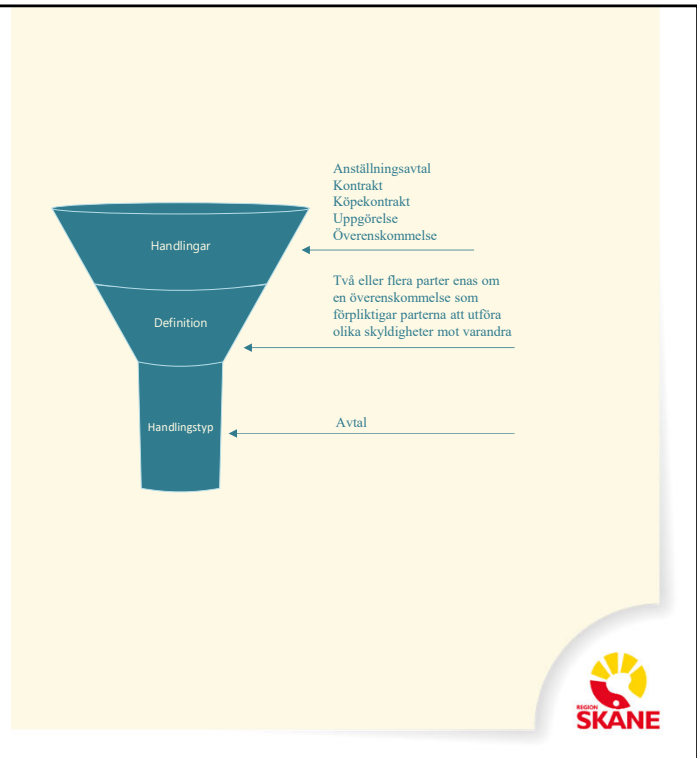 Anställningsavtal
Kontrakt
Köpekontrakt
Uppgörelse
Överenskommelse
Handlingar
Två eller flera parter enas om
en överenskommelse som
förpliktigar parterna att utföra
olika skyldigheter mot varandra
Definition
Avtal
Handlingstyp
REGION
SKÅNE